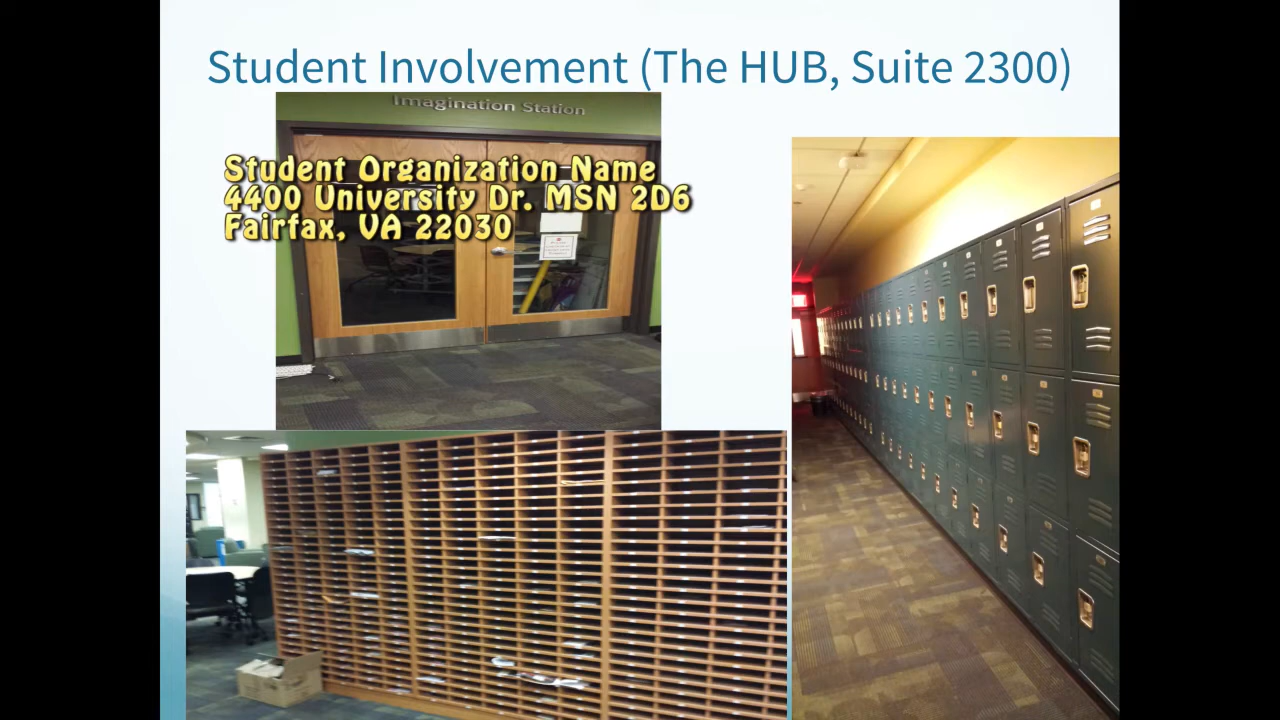 Student Involvement (The HUB, Suite 2300)
Imagination Station
Student Organization Name
4400 University Dr. MSN 2D6
Fairfax, VA 22030